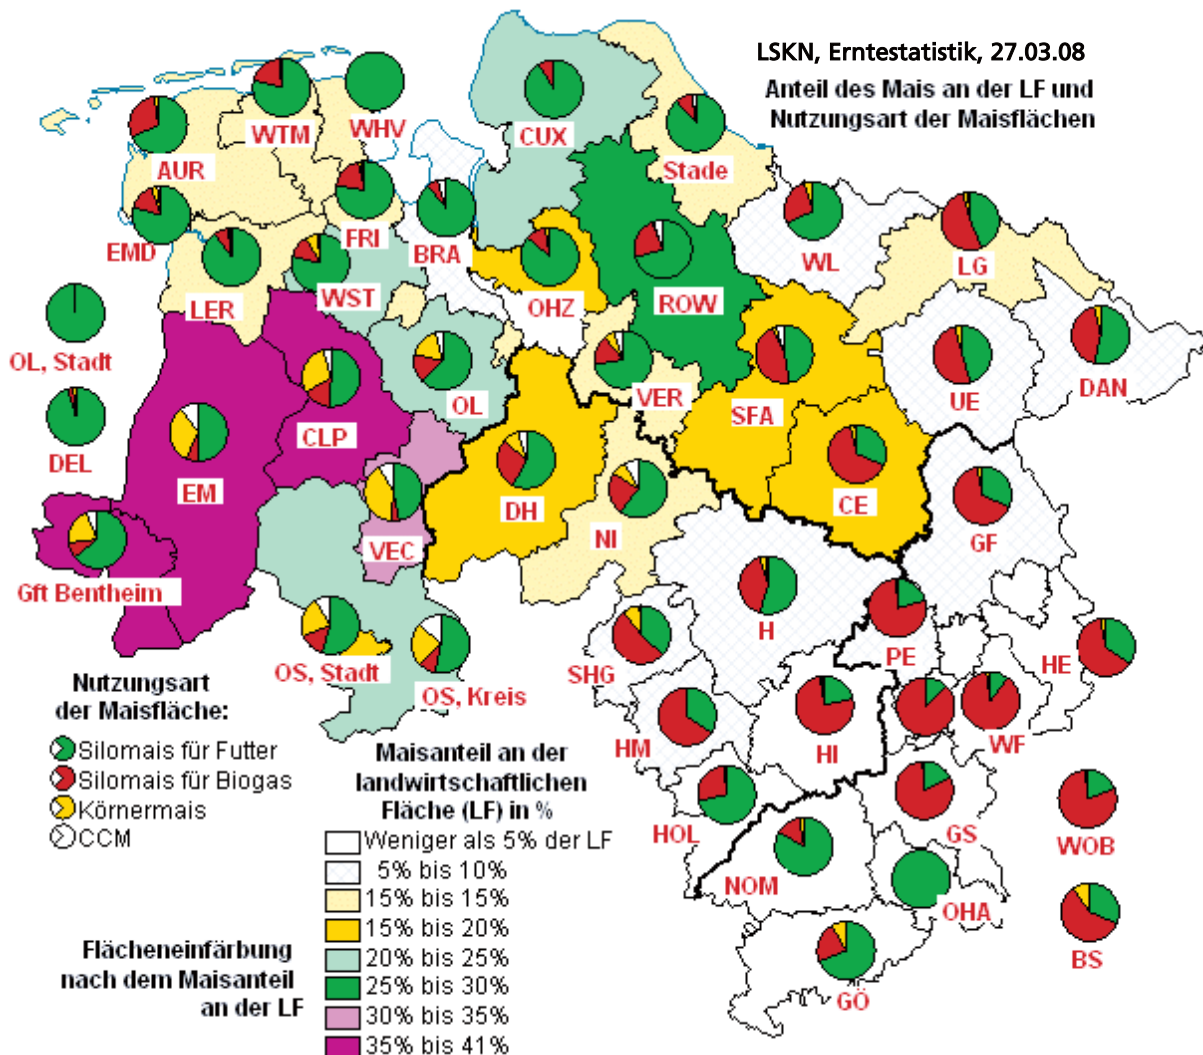 LSKN, Erntestatistik, 27.03.08
Anteil des Mais an der LF und
Nutzungsart der Maisflächen
WTM
WHV
CUX
AUR
Stade
EMD
FRI
BRA
WL
LG
LER
WST
OHZ
ROW
OL, Stadt
DEL
OL
VER
SFA
UE
DAN
CLP
EM
DH
CE
GF
VEC
NI
Gft Bentheim
H
PE
HE
SHG
OS, Stadt
OS, Kreis
HM
HI
WF
HOL
GS
WOB
NOM
OHA
BS
GÖ
Nutzungsart
der Maisfläche:
Silomais für Futter
Silomais für Biogas
Körnermais
CCM
Maisanteil an der
landwirtschaftlichen
Fläche (LF) in %
Weniger als 5% der LF
5% bis 10%
15% bis 15%
15% bis 20%
20% bis 25%
25% bis 30%
30% bis 35%
35% bis 41%
Flächeneinfärbung
nach dem Maisanteil
an der LF